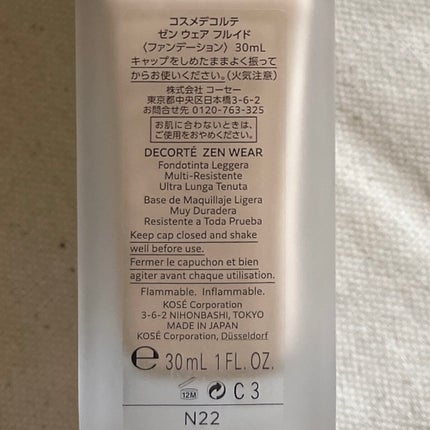 コスメデコルテ
ゼン ウェア フルイド
〈ファンデーション〉 30mL
キャップをしめたままよく振って
からお使いください。(火気注意)
株式会社 コーセー
東京都中央区日本橋3-6-2
お問合せ先 0120-763-325
お肌に合わないときは、
ご使用をおやめください。
DECORTÉ ZEN WEAR
Fondotinta Leggera
Multi-Resistente
Ultra Lunga Tenuta
Base de Maquillaje Ligera
Muy Duradera
Resistente a Toda Prueba
Keep cap closed and shake
well before use.
Fermer le capuchon et bien
agiter avant chaque utilisation.
Flammable. Inflammable.
KOSÉ Corporation
3-6-2 NIHONBASHI, TOKYO
MADE IN JAPAN
KOSÉ Corporation, Düsseldorf
℮ 30mL 1 FL. OZ.
12M C 3
N22